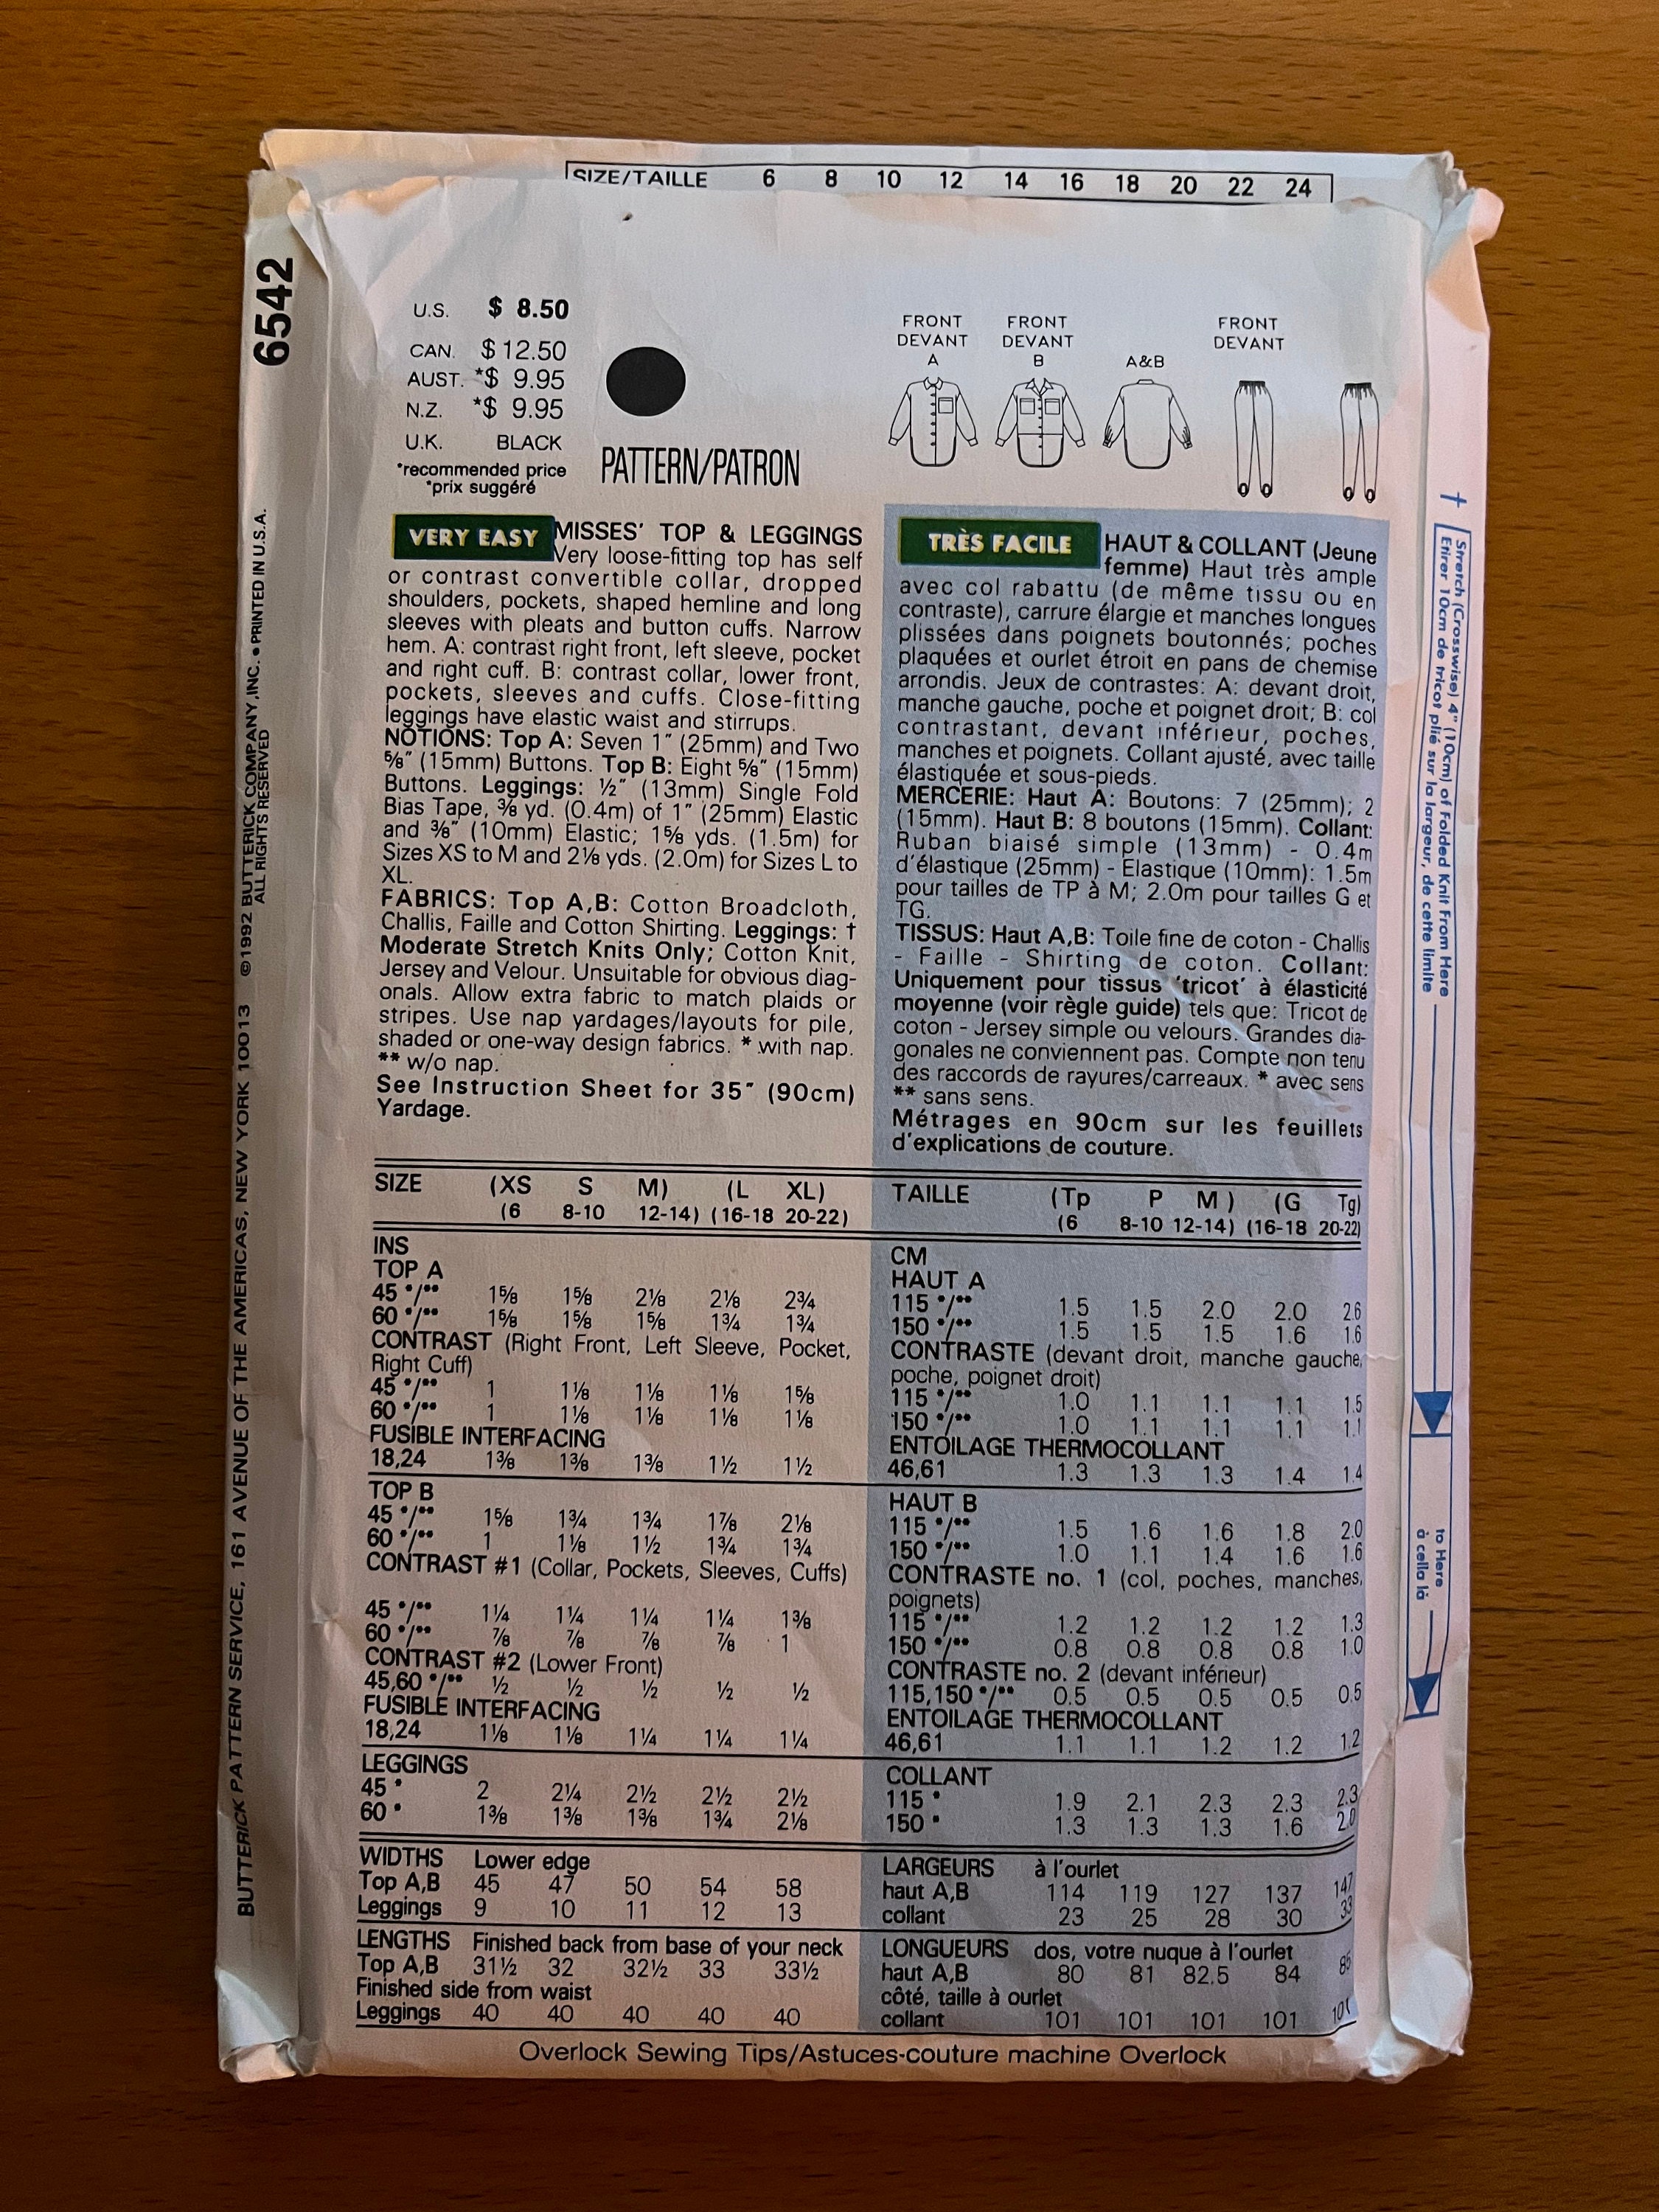 SIZE/TAILLE 6 8 10 12 14 16 18 20 22 24
6542
©1992 BUTTERICK COMPANY, INC. • PRINTED IN U.S.A.
ALL RIGHTS RESERVED
BUTTERICK PATTERN SERVICE, 161 AVENUE OF THE AMERICAS, NEW YORK 10013
U.S. $ 8.50
CAN. $ 12.50
AUST. *$ 9.95
N.Z. *$ 9.95
U.K. BLACK
*recommended price
*prix suggéré
PATTERN/PATRON
FRONT
DEVANT
A
FRONT
DEVANT
B
A&B
FRONT
DEVANT
VERY EASY MISSES' TOP & LEGGINGS
Very loose-fitting top has self
or contrast convertible collar, dropped
shoulders, pockets, shaped hemline and long
sleeves with pleats and button cuffs. Narrow
hem. A: contrast right front, left sleeve, pocket
and right cuff. B: contrast collar, lower front,
pockets, sleeves and cuffs. Close-fitting
leggings have elastic waist and stirrups.
NOTIONS: Top A: Seven 1" (25mm) and Two
⅝" (15mm) Buttons. Top B: Eight ⅝" (15mm)
Buttons. Leggings: ½" (13mm) Single Fold
Bias Tape, ⅜ yd. (0.4m) of 1" (25mm) Elastic
and ⅜" (10mm) Elastic; 1⅝ yds. (1.5m) for
Sizes XS to M and 2⅛ yds. (2.0m) for Sizes L to
XL.
FABRICS: Top A,B: Cotton Broadcloth,
Challis, Faille and Cotton Shirting. Leggings: †
Moderate Stretch Knits Only; Cotton Knit,
Jersey and Velour. Unsuitable for obvious diag-
onals. Allow extra fabric to match plaids or
stripes. Use nap yardages/layouts for pile,
shaded or one-way design fabrics. * with nap.
** w/o nap.
See Instruction Sheet for 35" (90cm)
Yardage.
TRÈS FACILE HAUT & COLLANT (Jeune
femme) Haut très ample
avec col rabattu (de même tissu ou en
contraste), carrure élargie et manches longues
plissées dans poignets boutonnés; poches
plaquées et ourlet étroit en pans de chemise
arrondis. Jeux de contrastes: A: devant droit,
manche gauche, poche et poignet droit; B: col
contrastant, devant inférieur, poches,
manches et poignets. Collant ajusté, avec taille
élastiquée et sous-pieds.
MERCERIE: Haut A: Boutons: 7 (25mm); 2
(15mm). Haut B: 8 boutons (15mm). Collant:
Ruban biaisé simple (13mm) - 0.4m
d'élastique (25mm) - Elastique (10mm): 1.5m
pour tailles de TP à M; 2.0m pour tailles G et
TG.
TISSUS: Haut A,B: Toile fine de coton - Challis
- Faille - Shirting de coton. Collant:
Uniquement pour tissus 'tricot' à élasticité
moyenne (voir règle guide) tels que: Tricot de
coton - Jersey simple ou velours. Grandes dia-
gonales ne conviennent pas. Compte non tenu
des raccords de rayures/carreaux. * avec sens
** sans sens.
Métrages en 90cm sur les feuillets
d'explications de couture.
SIZE (XS S M) (L XL)
(6 8-10 12-14) (16-18 20-22)
INS
TOP A
45 */** 1⅝ 1⅝ 2⅛ 2⅛ 2¾
60 */** 1⅝ 1⅝ 1⅝ 1¾ 1¾
CONTRAST (Right Front, Left Sleeve, Pocket,
Right Cuff)
45 */** 1 1⅛ 1⅛ 1⅛ 1⅝
60 */** 1 1⅛ 1⅛ 1⅛ 1⅛
FUSIBLE INTERFACING
18,24 1⅜ 1⅜ 1⅜ 1½ 1½
TOP B
45 */** 1⅝ 1¾ 1¾ 1⅞ 2⅛
60 */** 1 1⅛ 1½ 1¾ 1¾
CONTRAST #1 (Collar, Pockets, Sleeves, Cuffs)
45 */** 1¼ 1¼ 1¼ 1¼ 1⅜
60 */** ⅞ ⅞ ⅞ ⅞ 1
CONTRAST #2 (Lower Front)
45,60 */** ½ ½ ½ ½ ½
FUSIBLE INTERFACING
18,24 1⅛ 1⅛ 1¼ 1¼ 1¼
LEGGINGS
45 * 2 2¼ 2½ 2½ 2½
60 * 1⅜ 1⅜ 1⅜ 1¾ 2⅛
WIDTHS Lower edge
Top A,B 45 47 50 54 58
Leggings 9 10 11 12 13
LENGTHS Finished back from base of your neck
Top A,B 31½ 32 32½ 33 33½
Finished side from waist
Leggings 40 40 40 40 40
TAILLE (Tp P M) (G Tg)
(6 8-10 12-14) (16-18 20-22)
CM
HAUT A
115 */** 1.5 1.5 2.0 2.0 2.6
150 */** 1.5 1.5 1.5 1.6 1.6
CONTRASTE (devant droit, manche gauche,
poche, poignet droit)
115 */** 1.0 1.1 1.1 1.1 1.5
150 */** 1.0 1.1 1.1 1.1 1.1
ENTOILAGE THERMOCOLLANT
46,61 1.3 1.3 1.3 1.4 1.4
HAUT B
115 */** 1.5 1.6 1.6 1.8 2.0
150 */** 1.0 1.1 1.4 1.6 1.6
CONTRASTE no. 1 (col, poches, manches,
poignets)
115 */** 1.2 1.2 1.2 1.2 1.3
150 */** 0.8 0.8 0.8 0.8 1.0
CONTRASTE no. 2 (devant inférieur)
115,150 */** 0.5 0.5 0.5 0.5 0.5
ENTOILAGE THERMOCOLLANT
46,61 1.1 1.1 1.2 1.2 1.2
COLLANT
115 * 1.9 2.1 2.3 2.3 2.3
150 * 1.3 1.3 1.3 1.6 2.0
LARGEURS à l'ourlet
haut A,B 114 119 127 137 147
collant 23 25 28 30 33
LONGUEURS dos, votre nuque à l'ourlet
haut A,B 80 81 82.5 84 85
côté, taille à ourlet
collant 101 101 101 101 101
Overlock Sewing Tips/Astuces-couture machine Overlock
†
Stretch (Crosswise) 4" (10cm) of Folded Knit From Here
Etirer 10cm de tricot plié sur la largeur, de cette limite
to Here
à cella là